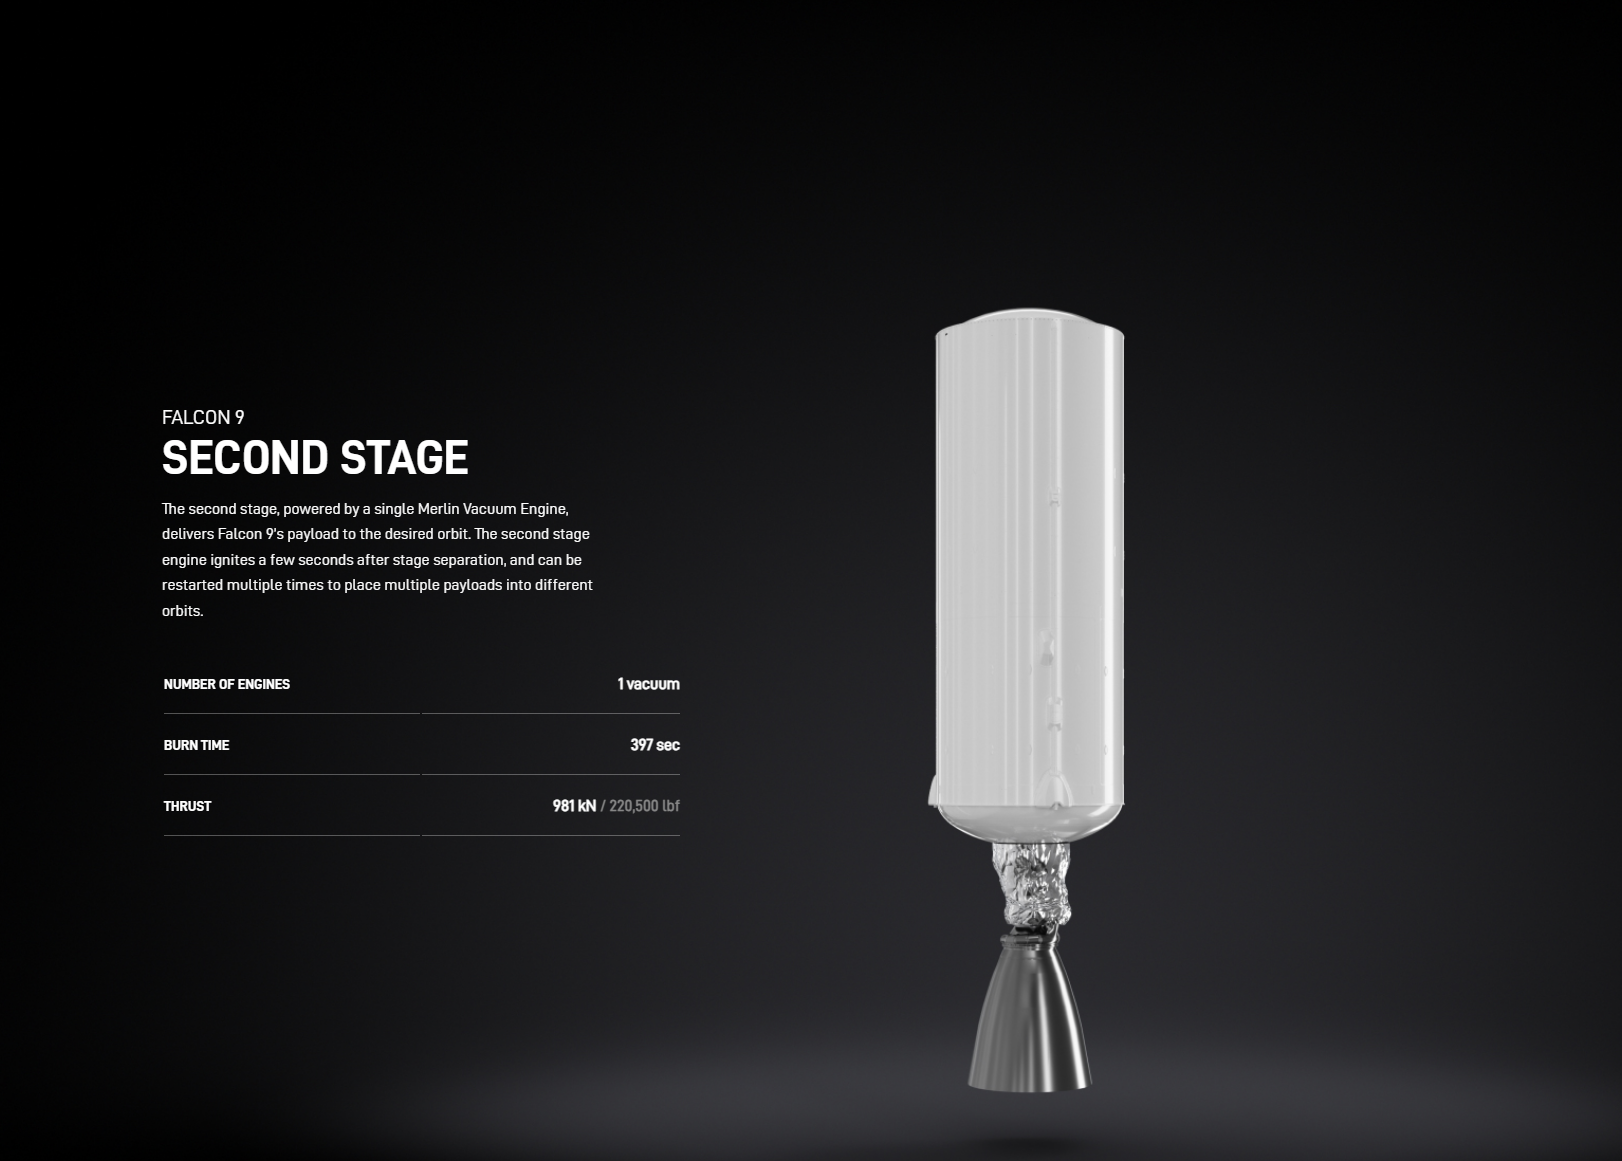 FALCON 9
SECOND STAGE
The second stage, powered by a single Merlin Vacuum Engine,
delivers Falcon 9's payload to the desired orbit. The second stage
engine ignites a few seconds after stage separation, and can be
restarted multiple times to place multiple payloads into different
orbits.
NUMBER OF ENGINES 1 vacuum
BURN TIME 397 sec
THRUST 981 kN / 220,500 lbf